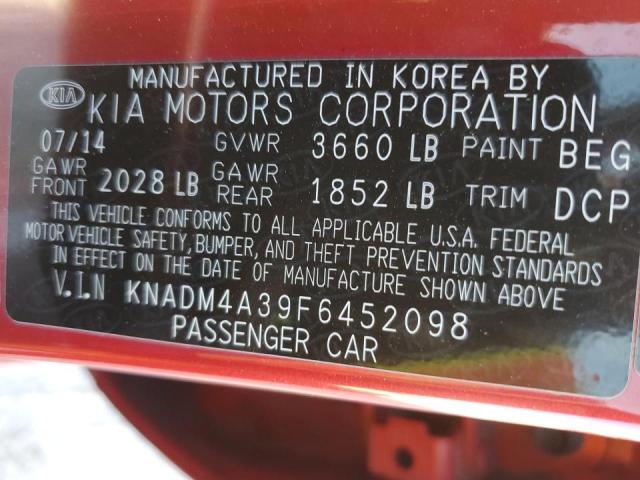 MANUFACTURED IN KOREA BY
KIA KIA MOTORS CORPORATION
07/14 GVWR 3660 LB PAINT BEG
GAWR FRONT 2028 LB GAWR REAR 1852 LB TRIM DCP
THIS VEHICLE CONFORMS TO ALL APPLICABLE U.S.A. FEDERAL
MOTOR VEHICLE SAFETY, BUMPER, AND THEFT PREVENTION STANDARDS
IN EFFECT ON THE DATE OF MANUFACTURE SHOWN ABOVE
V.I.N KNADM4A39F6452098
PASSENGER CAR